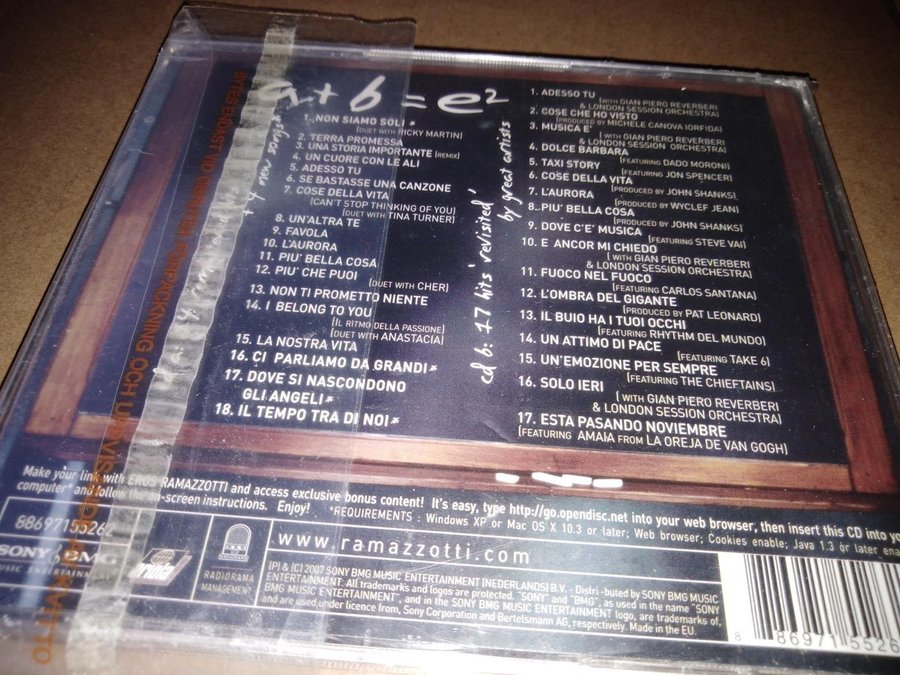 a + b = e²
1. NON SIAMO SOLI *
(DUET WITH RICKY MARTIN)
2. TERRA PROMESSA
3. UNA STORIA IMPORTANTE (REMIX)
4. UN CUORE CON LE ALI
5. ADESSO TU
6. SE BASTASSE UNA CANZONE
7. COSE DELLA VITA
(CAN'T STOP THINKING OF YOU)
(DUET WITH TINA TURNER)
8. UN'ALTRA TE
9. FAVOLA
10. L'AURORA
11. PIU' BELLA COSA
12. PIU' CHE PUOI
(DUET WITH CHER)
13. NON TI PROMETTO NIENTE
14. I BELONG TO YOU
(IL RITMO DELLA PASSIONE)
(DUET WITH ANASTACIA)
15. LA NOSTRA VITA
16. CI PARLIAMO DA GRANDI *
17. DOVE SI NASCONDONO
GLI ANGELI *
18. IL TEMPO TRA DI NOI *
+ 4 new
cd b: 17 hits 'revisited'
by great artists
1. ADESSO TU
(WITH GIAN PIERO REVERBERI
& LONDON SESSION ORCHESTRA)
2. COSE CHE HO VISTO
(PRODUCED BY MICHELE CANOVA IORFIDA)
3. MUSICA E'
(WITH GIAN PIERO REVERBERI
& LONDON SESSION ORCHESTRA)
4. DOLCE BARBARA
(FEATURING DADO MORONI)
5. TAXI STORY
(FEATURING JON SPENCER)
6. COSE DELLA VITA
(PRODUCED BY JOHN SHANKS)
7. L'AURORA
(PRODUCED BY WYCLEF JEAN)
8. PIU' BELLA COSA
(PRODUCED BY JOHN SHANKS)
9. DOVE C'E' MUSICA
(FEATURING STEVE VAI)
10. E ANCOR MI CHIEDO
(WITH GIAN PIERO REVERBERI
& LONDON SESSION ORCHESTRA)
11. FUOCO NEL FUOCO
(FEATURING CARLOS SANTANA)
12. L'OMBRA DEL GIGANTE
(PRODUCED BY PAT LEONARD)
13. IL BUIO HA I TUOI OCCHI
(FEATURING RHYTHM DEL MUNDO)
14. UN ATTIMO DI PACE
(FEATURING TAKE 6)
15. UN'EMOZIONE PER SEMPRE
(FEATURING THE CHIEFTAINS)
16. SOLO IERI
(WITH GIAN PIERO REVERBERI
& LONDON SESSION ORCHESTRA)
17. ESTA PASANDO NOVIEMBRE
(FEATURING AMAIA FROM LA OREJA DE VAN GOGH)
Make your link with EROS RAMAZZOTTI and access exclusive bonus content! It's easy, type http://go.opendisc.net into your web browser, then insert this CD into
computer* and follow the on-screen instructions. Enjoy! *REQUIREMENTS : Windows XP or Mac OS X 10.3 or later; Web browser, Cookies enable; Java 1.3 or later
8869715526
SONY BMG
MUSIC ENTERTAINMENT
ariola
RADIORAMA
MANAGEMENT
www.ramazzotti.com
(P) & (C) 2007 SONY BMG MUSIC ENTERTAINMENT (NEDERLANDS) B.V. - Distri -buted by SONY BMG MUSIC
ENTERTAINMENT. All trademarks and logos are protected. "SONY" and "BMG", as used in the name "SONY
BMG MUSIC ENTERTAINMENT", and in the SONY BMG MUSIC ENTERTAINMENT logo, are trademarks of,
and are used under licence from, Sony Corporation and Bertelsmann AG, respectively. Made in the EU.
8 86971 5526
BYTES ENDAST VID OBRUTEN FÖRPACKNING OCH UPPVISANDE AV KVITTO